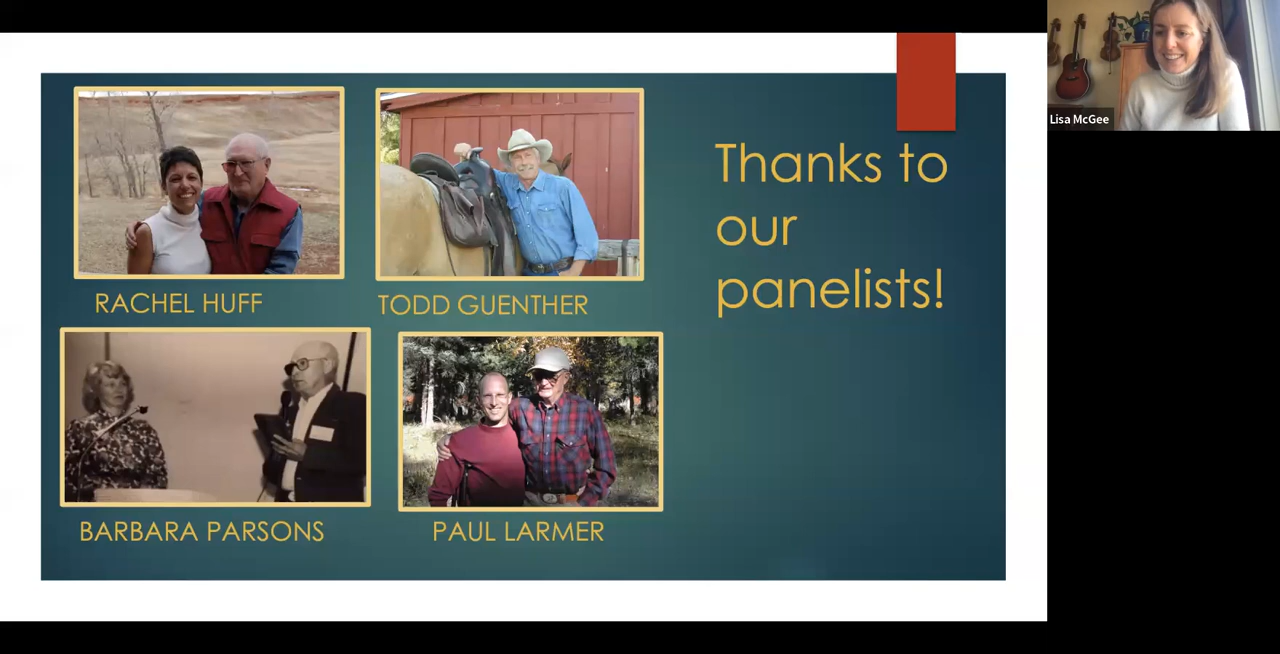 Lisa McGee
Thanks to
our
panelists!
RACHEL HUFF
TODD GUENTHER
BARBARA PARSONS
PAUL LARMER